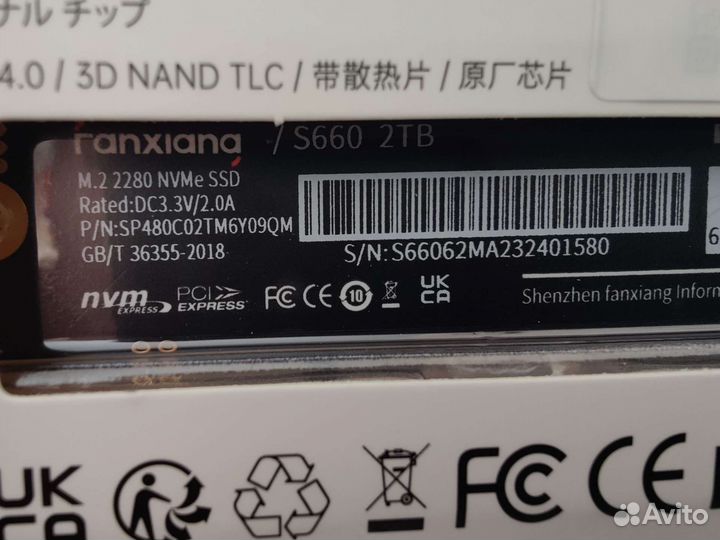 ナル チップ
4.0 / 3D NAND TLC / 带散热片 / 原厂芯片
fanxiang / S660 2TB
M.2 2280 NVMe SSD
Rated:DC3.3V/2.0A
P/N:SP480C02TM6Y09QM
GB/T 36355-2018
S/N: S66062MA232401580
6
nvm EXPRESS
PCI EXPRESS
FC CE 10 UK CA
Shenzhen fanxiang Inform
UK CA FC CE
Avito